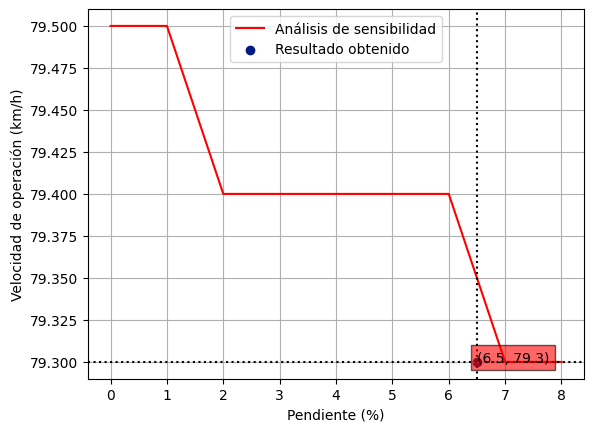 79.500
79.475
79.450
79.425
79.400
79.375
79.350
79.325
79.300
Velocidad de operación (km/h)
Análisis de sensibilidad
Resultado obtenido
(6.5, 79.3)
0 1 2 3 4 5 6 7 8
Pendiente (%)